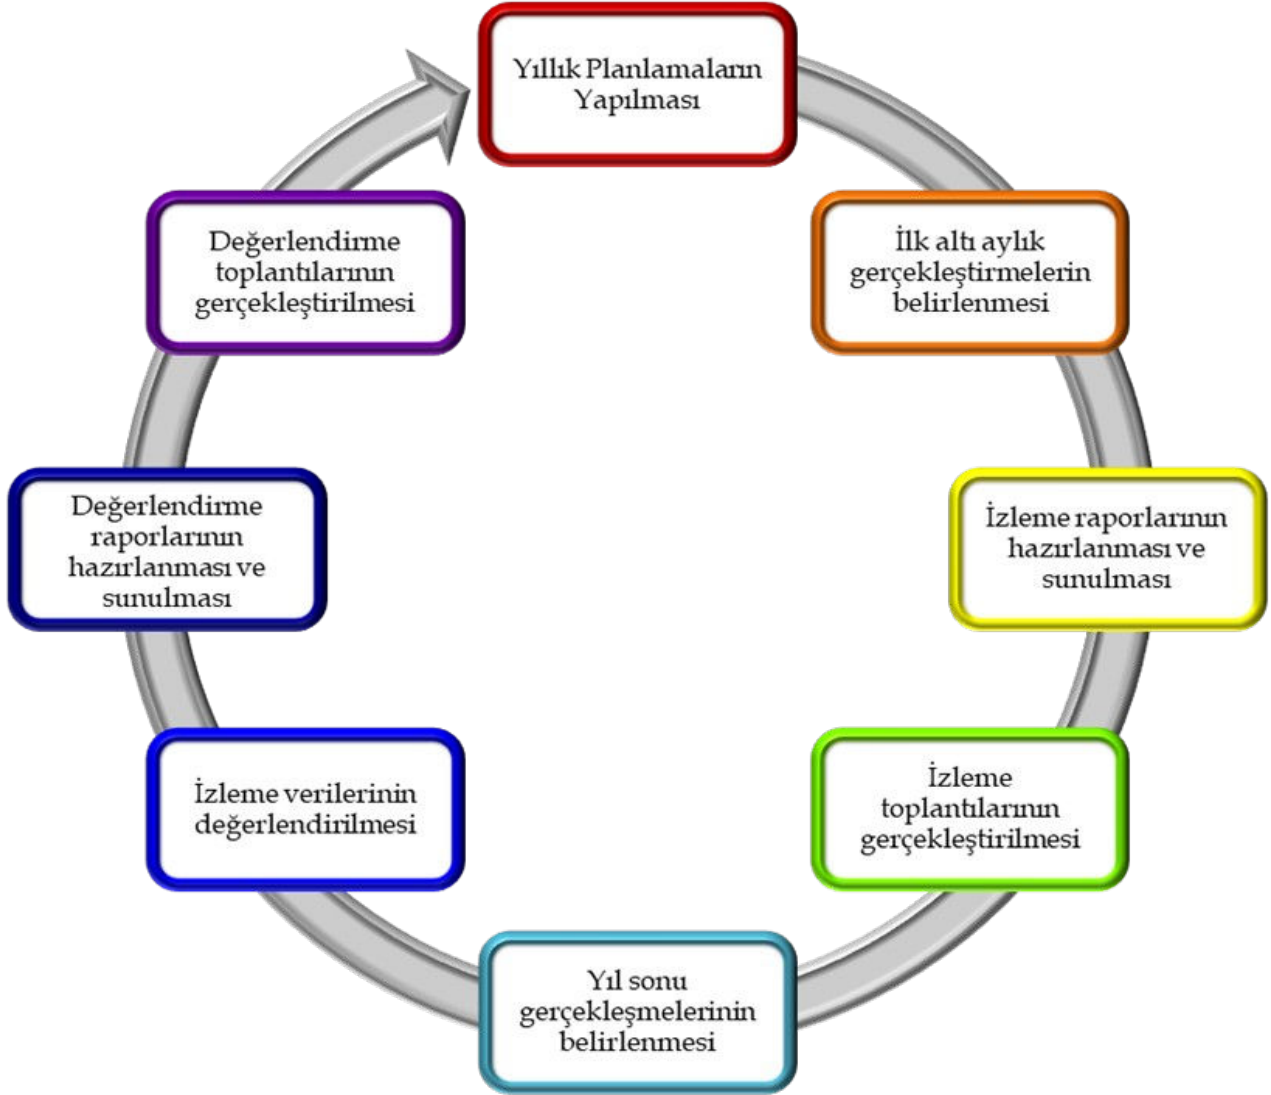 Yıllık Planlamaların
Yapılması
İlk altı aylık
gerçekleştirmelerin
belirlenmesi
İzleme raporlarının
hazırlanması ve
sunulması
İzleme
toplantılarının
gerçekleştirilmesi
Yıl sonu
gerçekleşmelerinin
belirlenmesi
İzleme verilerinin
değerlendirilmesi
Değerlendirme
raporlarının
hazırlanması ve
sunulması
Değerlendirme
toplantılarının
gerçekleştirilmesi